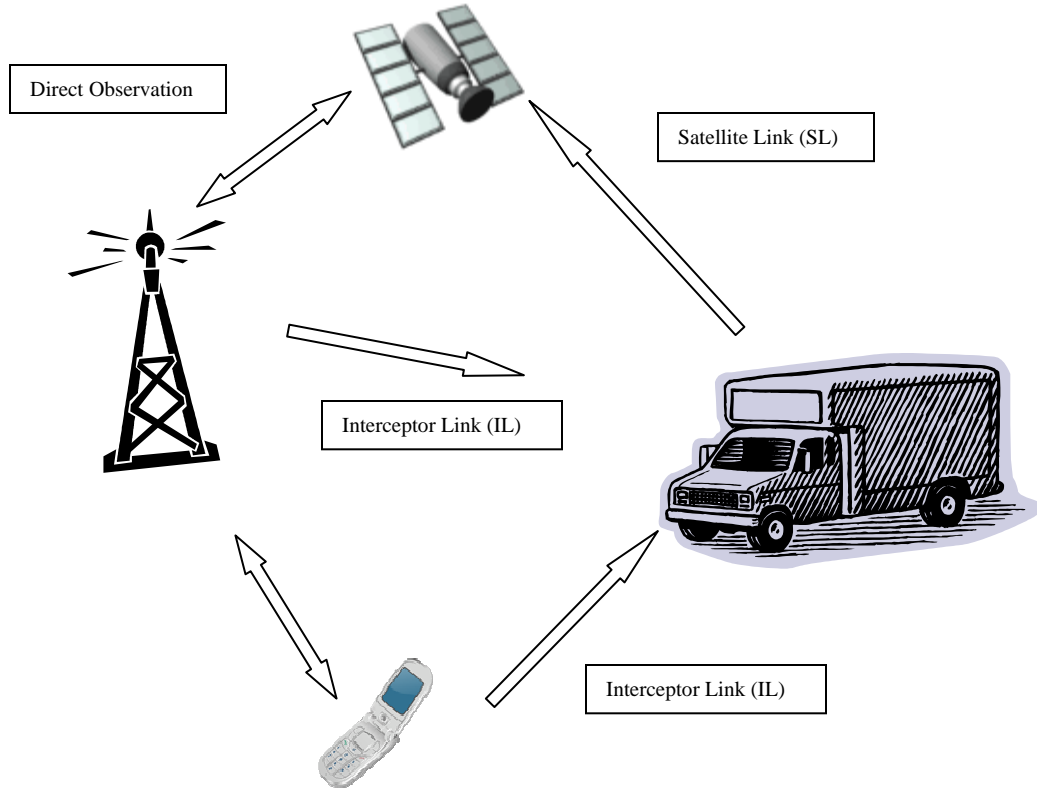 Direct Observation
Satellite Link (SL)
Interceptor Link (IL)
Interceptor Link (IL)